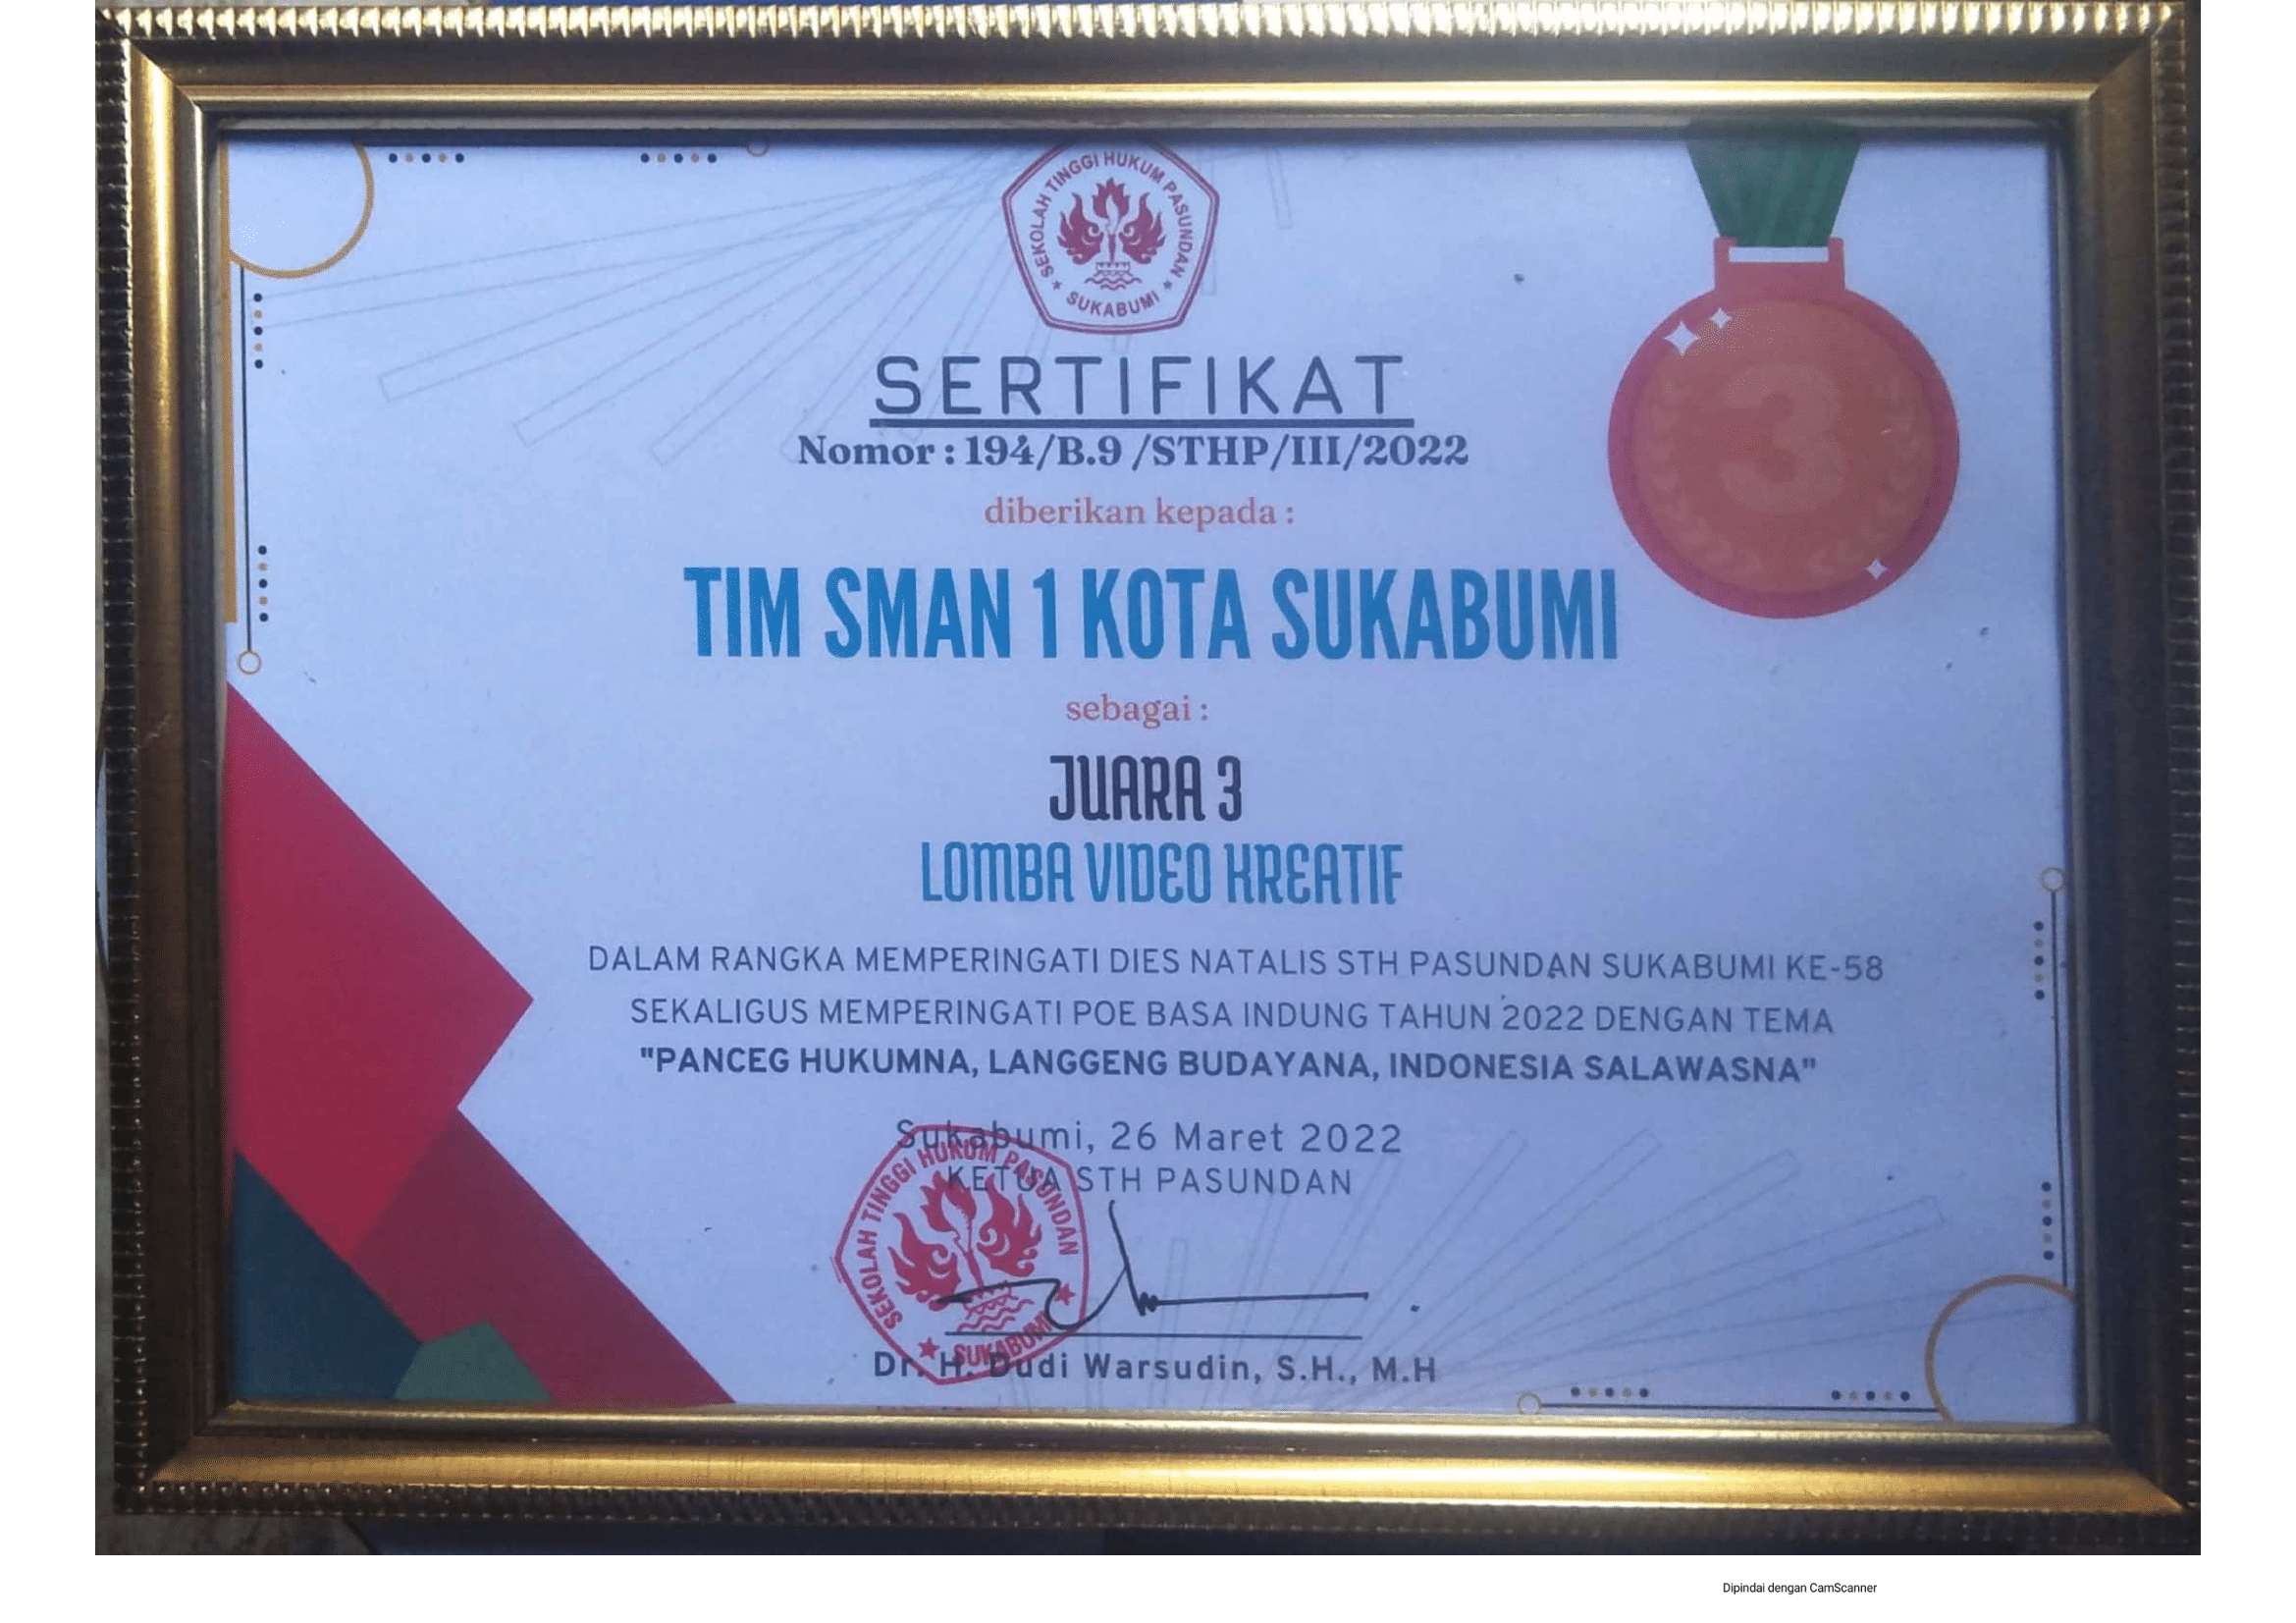 SEKOLAH TINGGI HUKUM PASUNDAN
SUKABUMI
3
SERTIFIKAT
Nomor : 194/B.9 /STHP/III/2022
diberikan kepada :
TIM SMAN 1 KOTA SUKABUMI
sebagai :
JUARA 3
LOMBA VIDEO KREATIF
DALAM RANGKA MEMPERINGATI DIES NATALIS STH PASUNDAN SUKABUMI KE-58
SEKALIGUS MEMPERINGATI POE BASA INDUNG TAHUN 2022 DENGAN TEMA
"PANCEG HUKUMNA, LANGGENG BUDAYANA, INDONESIA SALAWASNA"
Sukabumi, 26 Maret 2022
KETUA STH PASUNDAN
SEKOLAH TINGGI HUKUM PASUNDAN
SUKABUMI
Dr. H. Dudi Warsudin, S.H., M.H
Dipindai dengan CamScanner